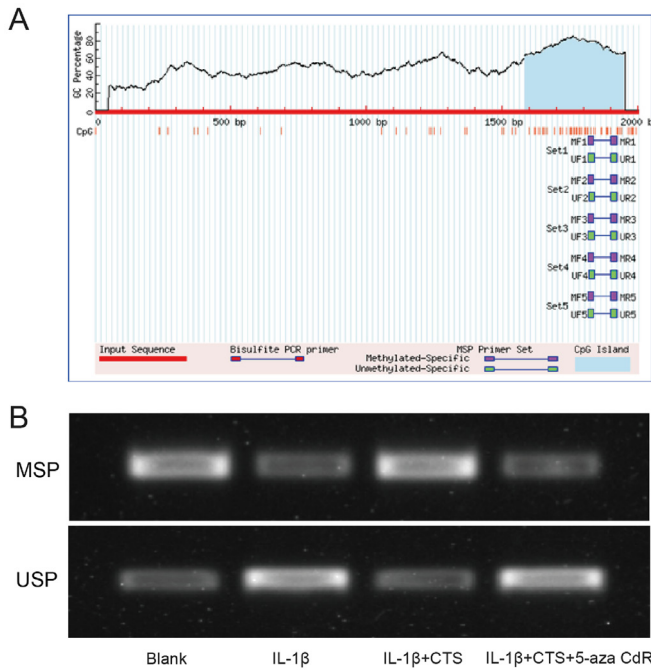 A
GC Percentage
0 20 40 60 80
0 500 bp 1000 bp 1500 bp 2000 b
CpG
Set1 MF1 MR1
UF1 UR1
Set2 MF2 MR2
UF2 UR2
Set3 MF3 MR3
UF3 UR3
Set4 MF4 MR4
UF4 UR4
Set5 MF5 MR5
UF5 UR5
Input Sequence Bisulfite PCR primer MSP Primer Set CpG Island
Methylated-Specific
Unmethylated-Specific
B
MSP
USP
Blank IL-1β IL-1β+CTS IL-1β+CTS+5-aza CdR